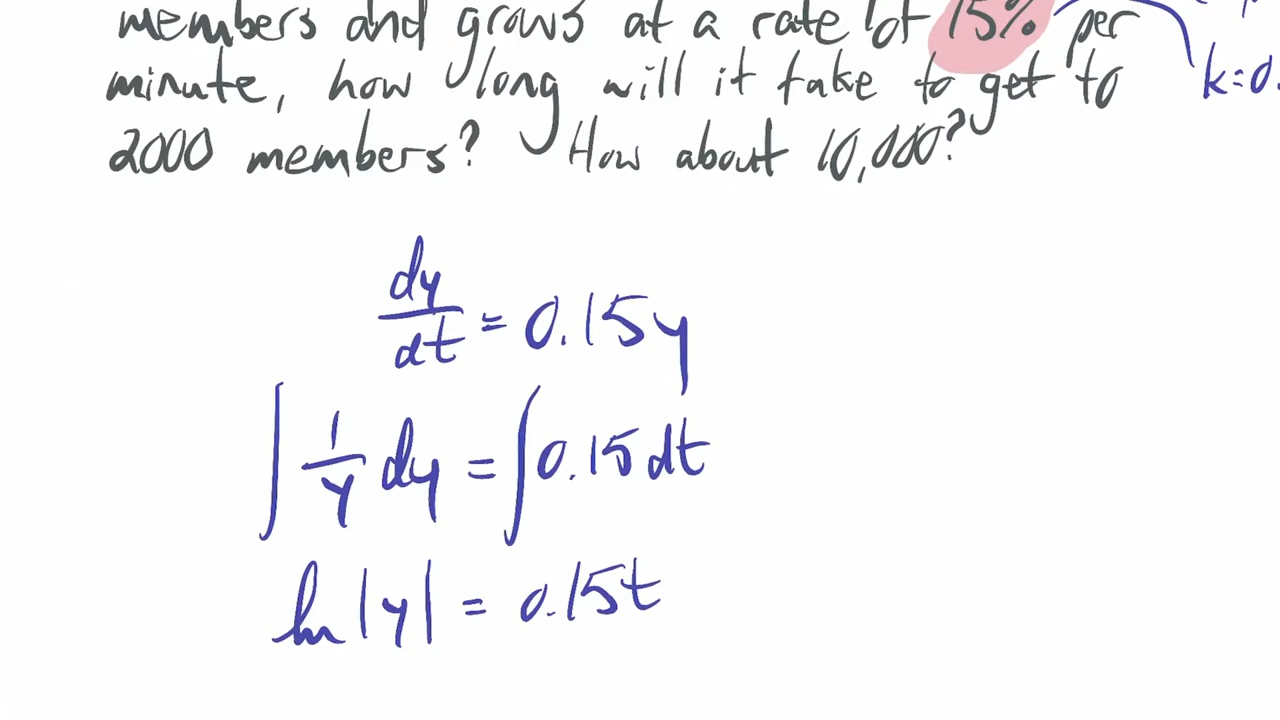 members and grows at a rate of 15% per
minute, how long will it take to get to
k=0.
2000 members? How about 10,000?
dy/dt = 0.15y
∫ 1/y dy = ∫ 0.15 dt
ln |y| = 0.15t